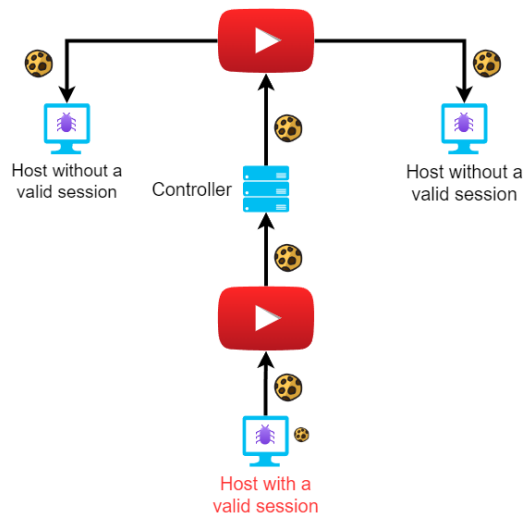 Host without a
valid session
Host without a
valid session
Controller
Host with a
valid session